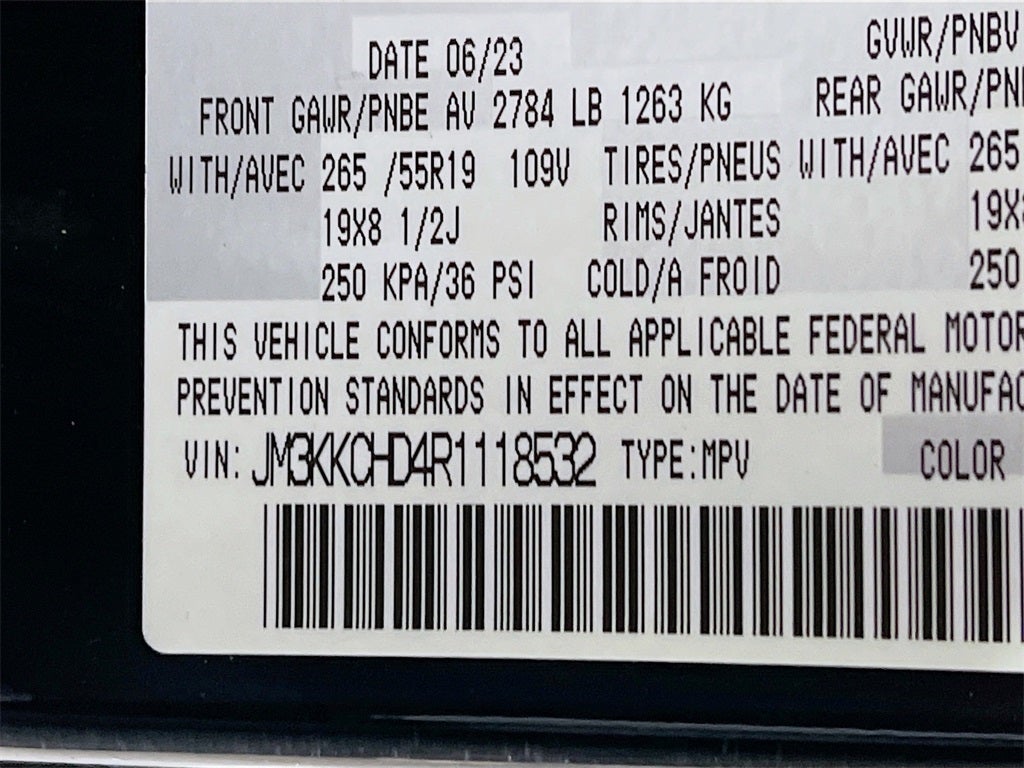 DATE 06/23 GVWR/PNBV
FRONT GAWR/PNBE AV 2784 LB 1263 KG REAR GAWR/PN
WITH/AVEC 265 /55R19 109V TIRES/PNEUS WITH/AVEC 265
19X8 1/2J RIMS/JANTES 19X
250 KPA/36 PSI COLD/A FROID 250
THIS VEHICLE CONFORMS TO ALL APPLICABLE FEDERAL MOTOR
PREVENTION STANDARDS IN EFFECT ON THE DATE OF MANUFAC
VIN: JM3KKCHD4R1118532 TYPE:MPV COLOR